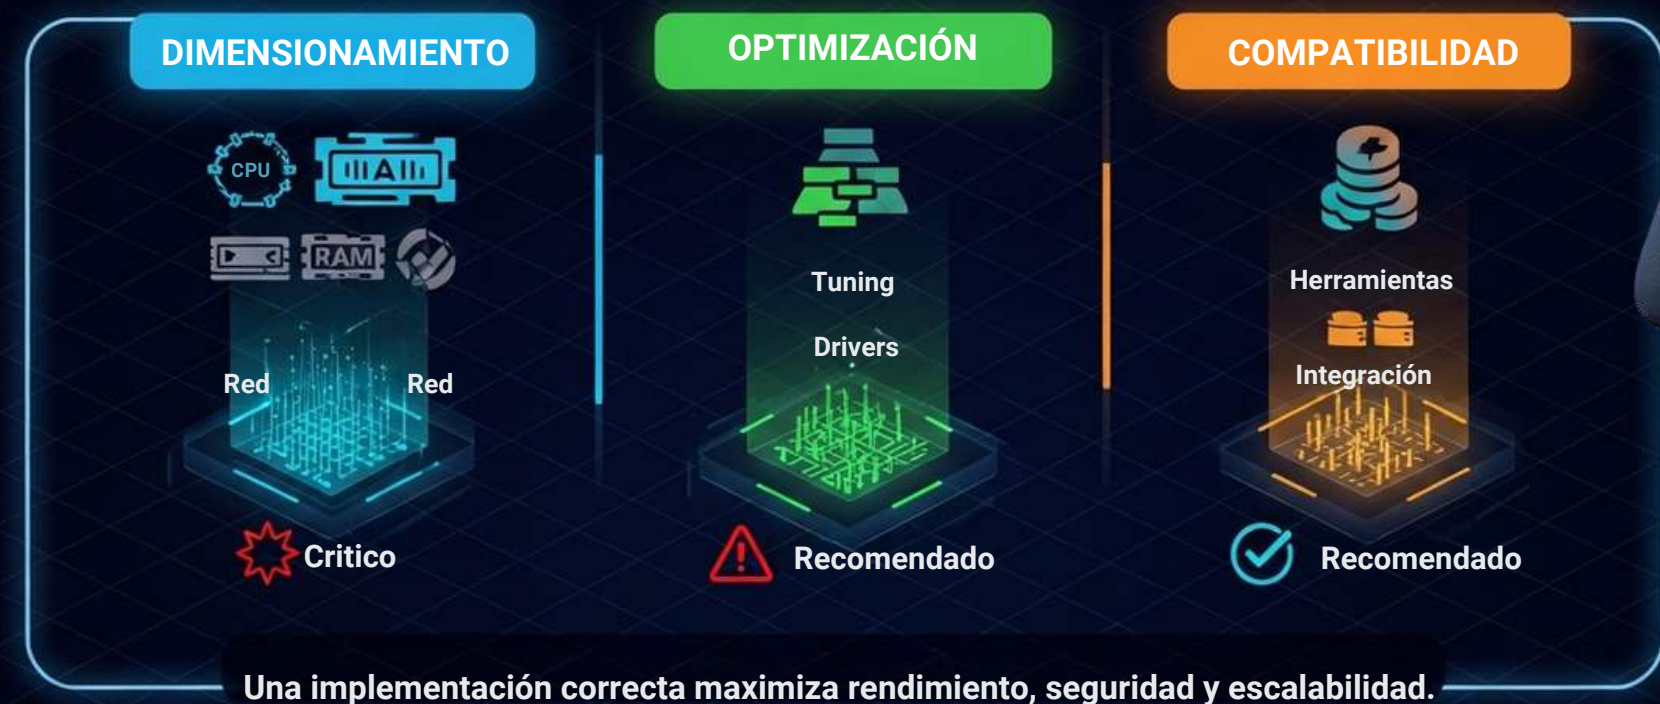 DIMENSIONAMIENTO
CPU
RAM
Red Red
Critico
OPTIMIZACIÓN
Tuning
Drivers
Recomendado
COMPATIBILIDAD
Herramientas
Integración
Recomendado
Una implementación correcta maximiza rendimiento, seguridad y escalabilidad.